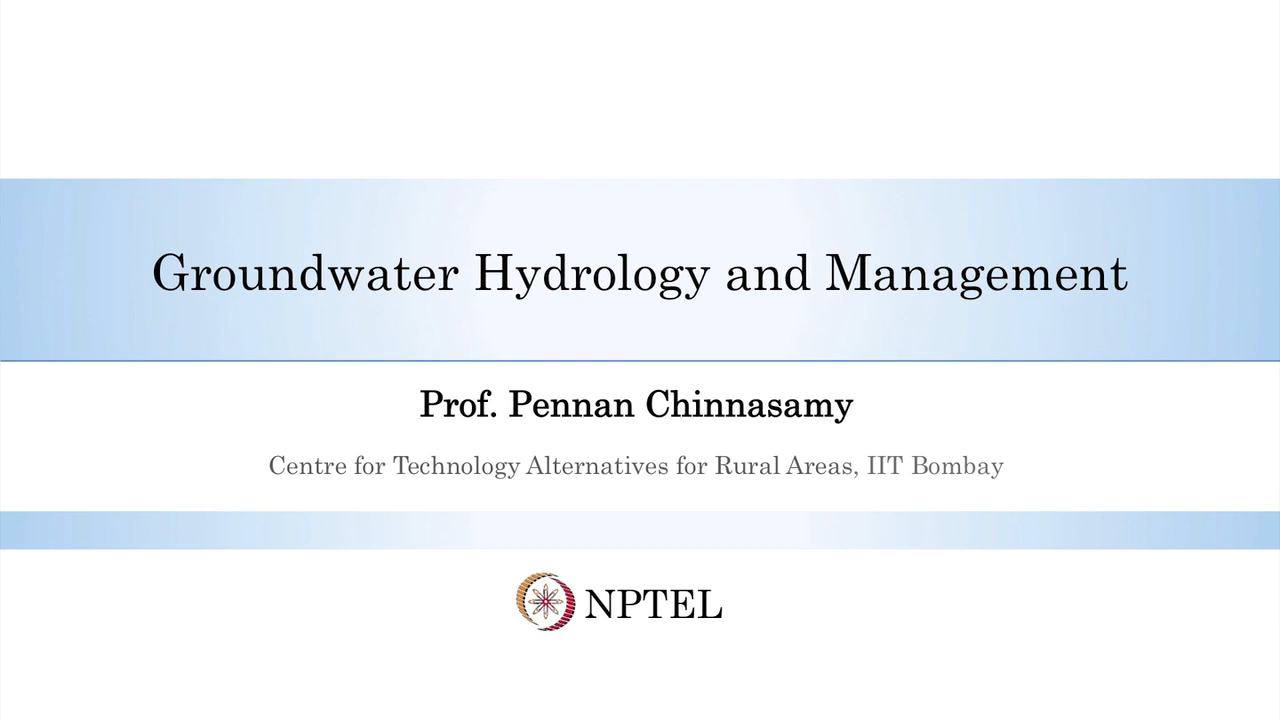 Groundwater Hydrology and Management
Prof. Pennan Chinnasamy
Centre for Technology Alternatives for Rural Areas, IIT Bombay
NPTEL